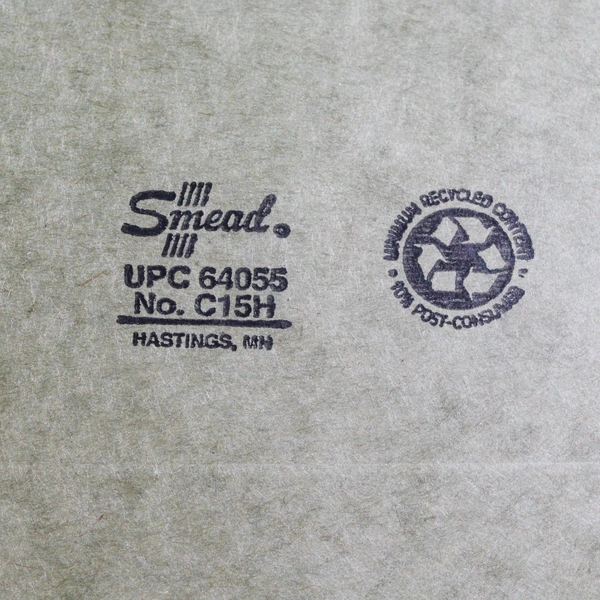 Smead.
UPC 64055
No. C15H
HASTINGS, MN
MINIMUM RECYCLED CONTENT
10% POST-CONSUMER